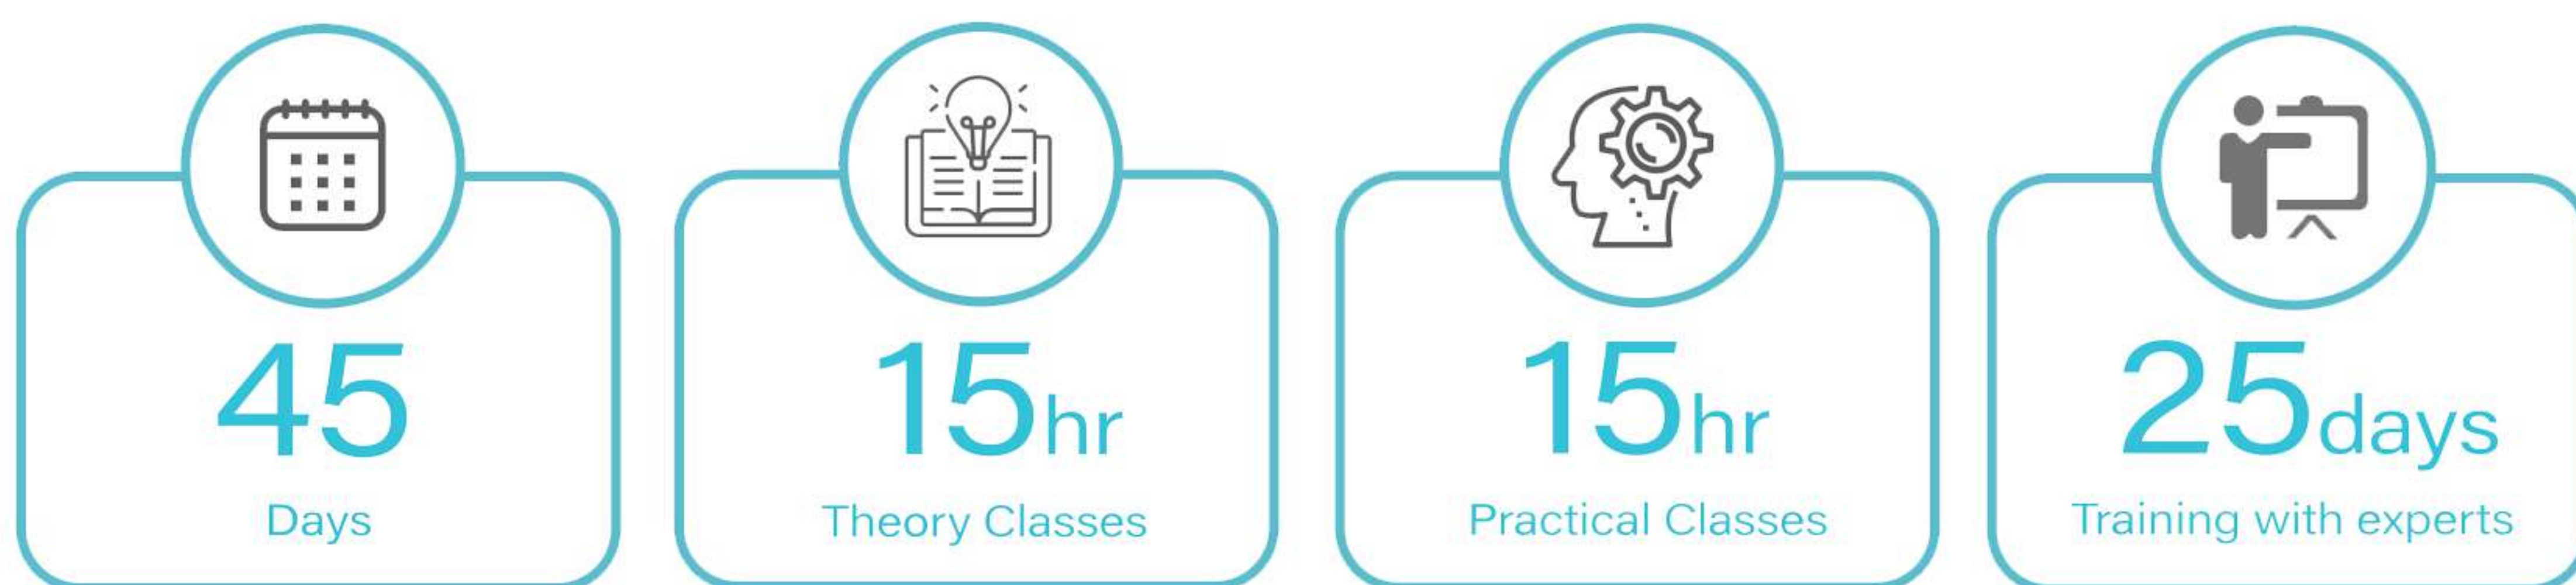 45
Days
15hr
Theory Classes
15hr
Practical Classes
25days
Training with experts